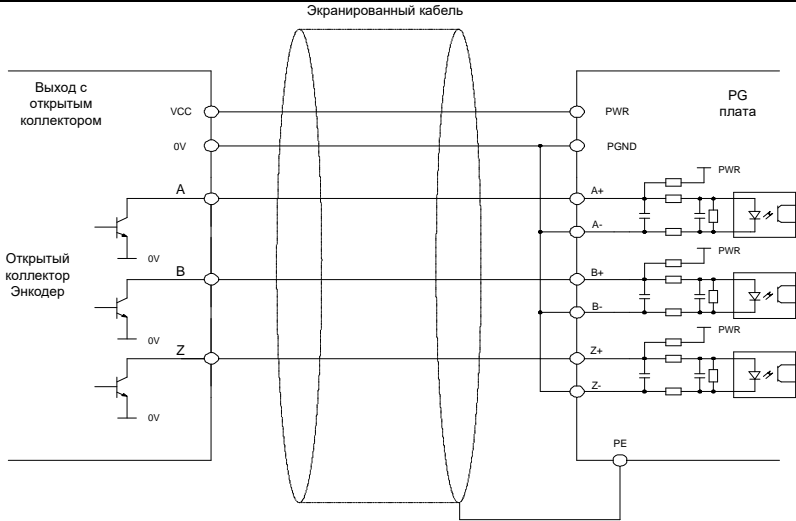 Экранированный кабель
Выход с
открытым
коллектором
VCC
PWR
PG
плата
0V
PGND
PWR
A
A+
A-
0V
Открытый
коллектор
Энкодер
PWR
B
B+
B-
0V
PWR
Z
Z+
Z-
0V
PE